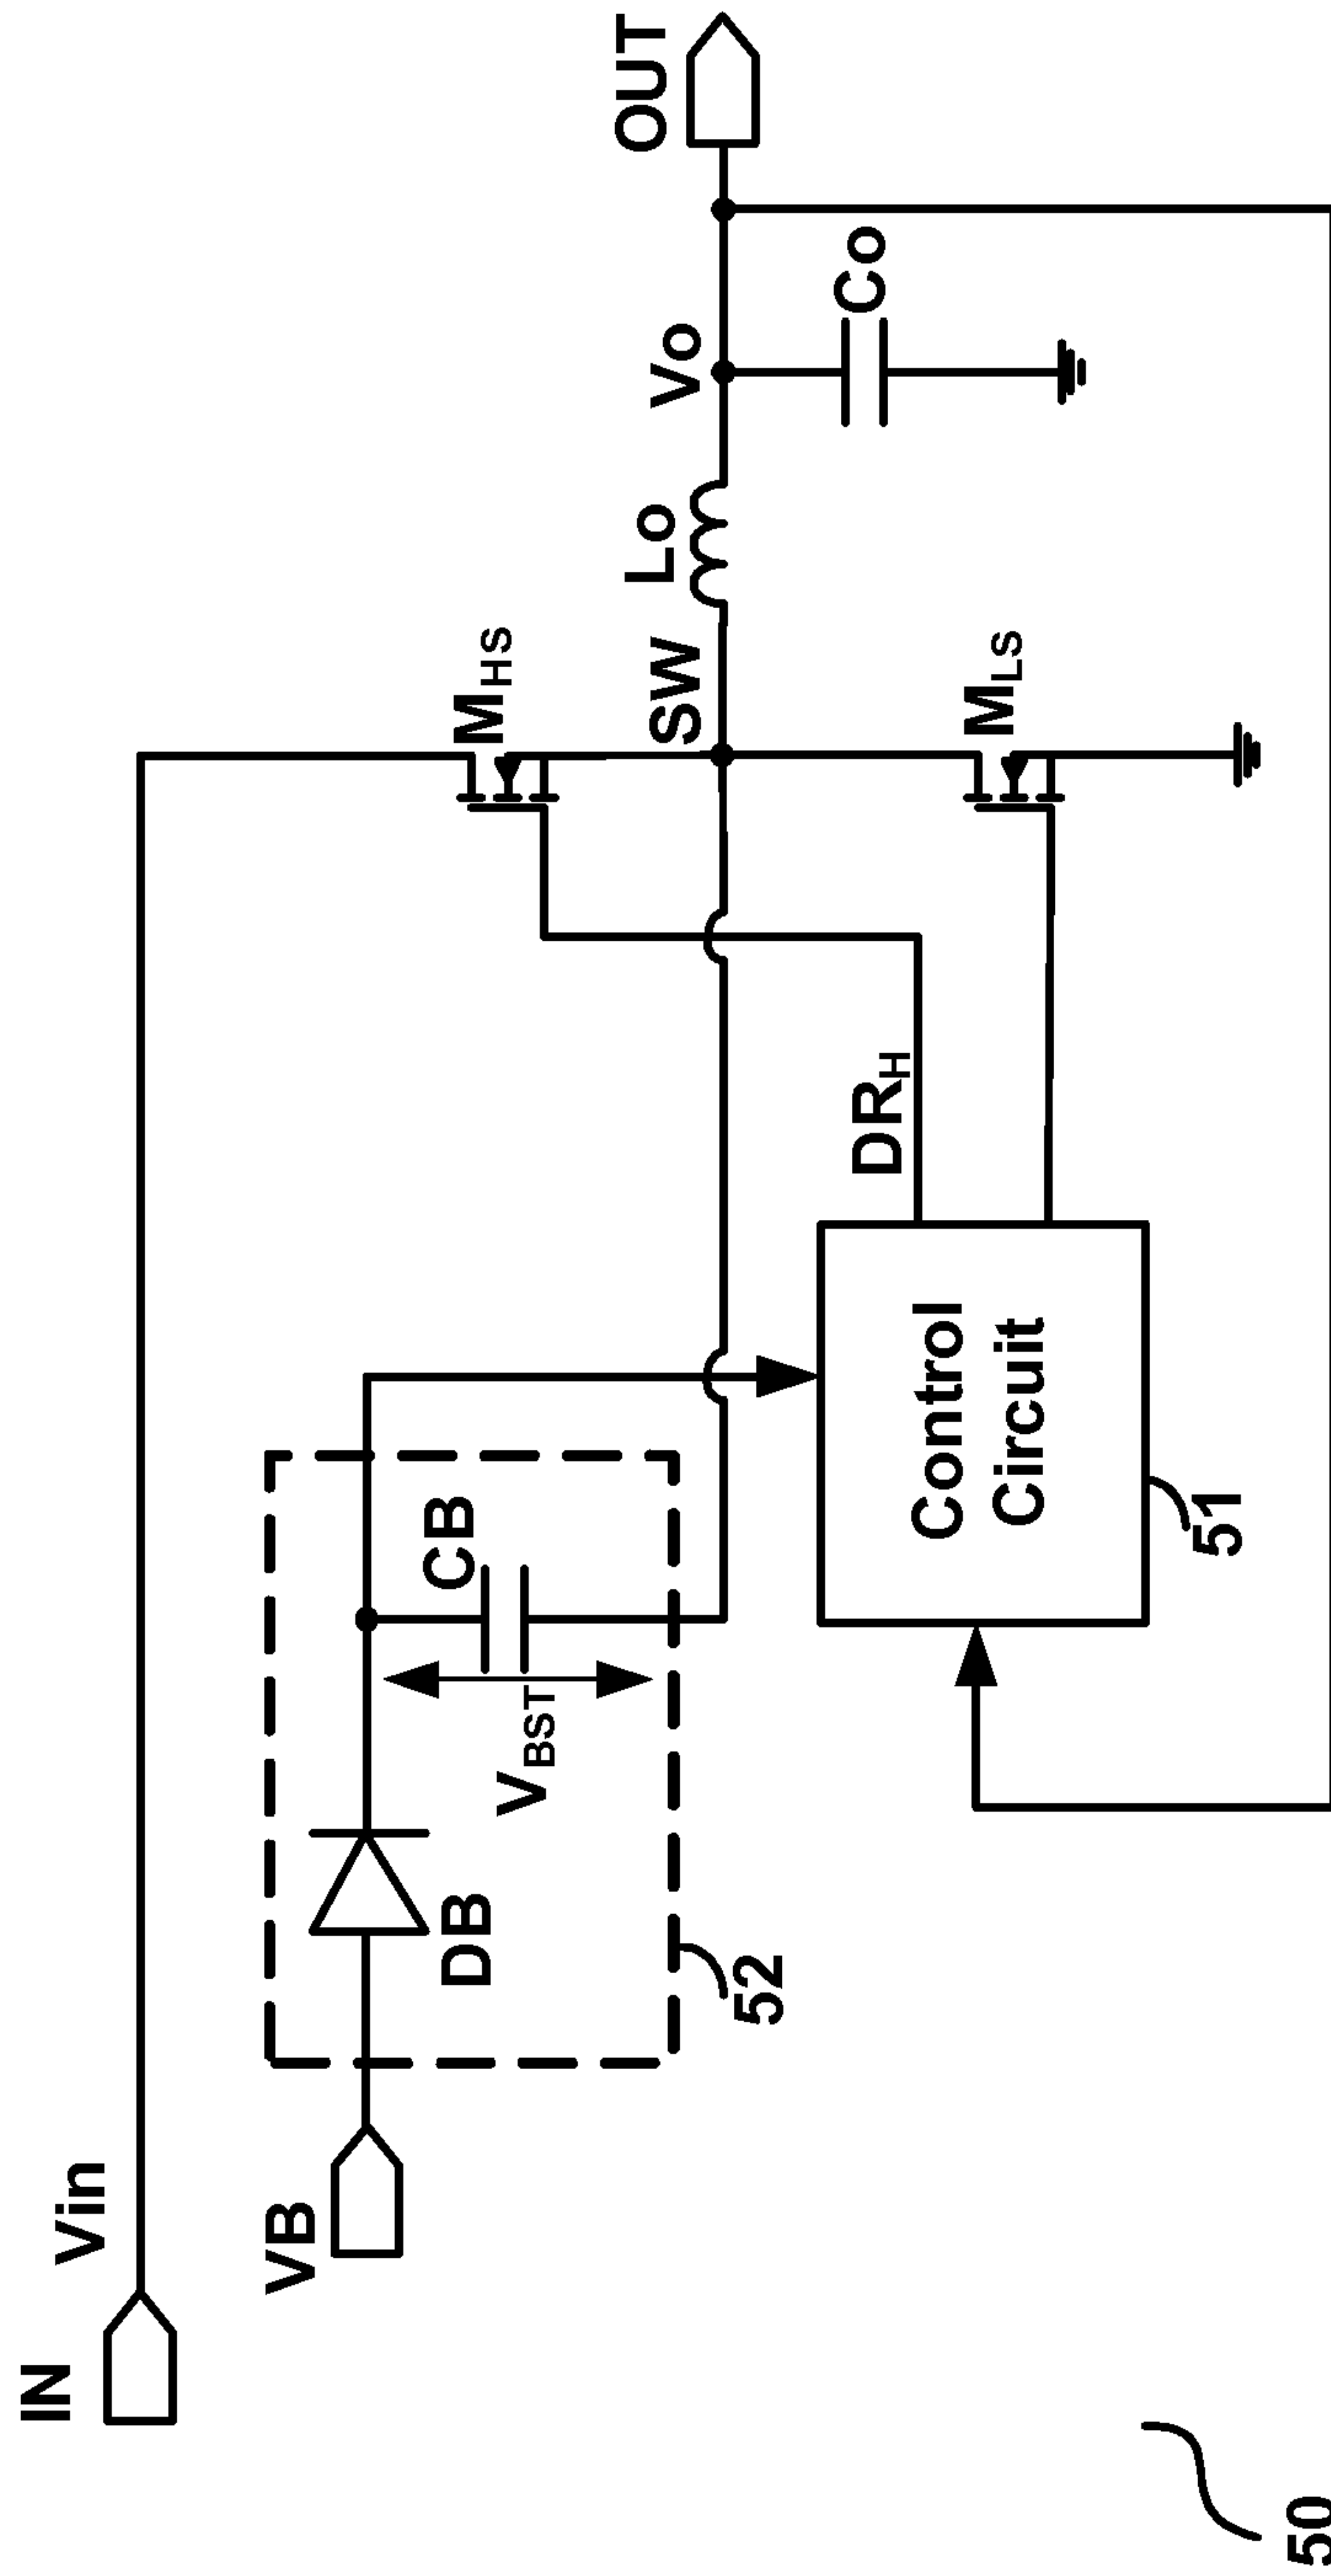 IN
Vin
VB
DB
V_BST
CB
52
M_HS
SW
Lo
Vo
OUT
Co
DR_H
M_LS
Control
Circuit
51
50